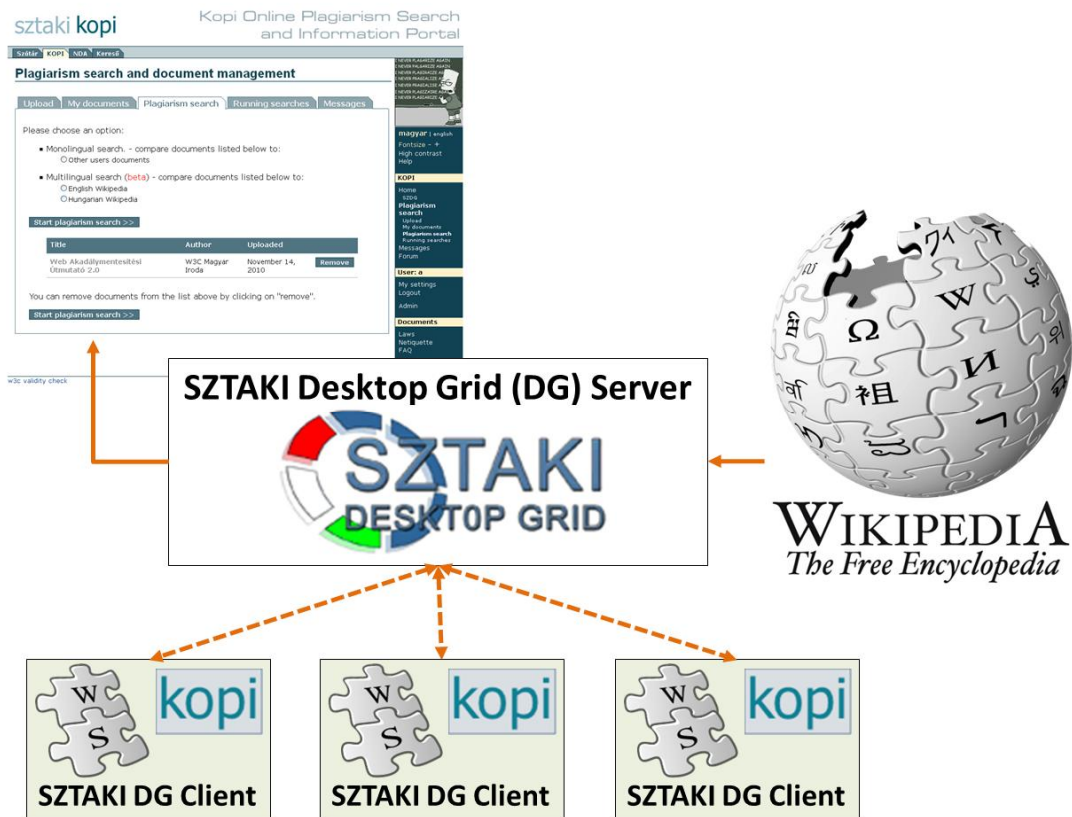 sztaki kopi
Kopi Online Plagiarism Search
and Information Portal
Szótár KOPI NDA Kereső
Plagiarism search and document management
Upload My documents Plagiarism search Running searches Messages
Please choose an option:
Monolingual search. - compare documents listed below to:
Other users documents
Multilingual search (beta) - compare documents listed below to:
English Wikipedia
Hungarian Wikipedia
Start plagiarism search >>
Title Author Uploaded
Web Akadálymentesítési W3C Magyar November 14, Remove
Útmutató 2.0 Iroda 2010
You can remove documents from the list above by clicking on "remove".
Start plagiarism search >>
w3c validity check
magyar | english
Fontsize - +
High contrast
Help
KOPI
Home
SZDG
Plagiarism
search
Upload
My documents
Plagiarism search
Running searches
Messages
Forum
User: a
My settings
Logout
Admin
Documents
Laws
Netiquette
FAQ
SZTAKI Desktop Grid (DG) Server
SZTAKI
DESKTOP GRID
Ω W
祖 И
WIKIPEDIA
The Free Encyclopedia
W
S
kopi
SZTAKI DG Client
W
S
kopi
SZTAKI DG Client
W
S
kopi
SZTAKI DG Client